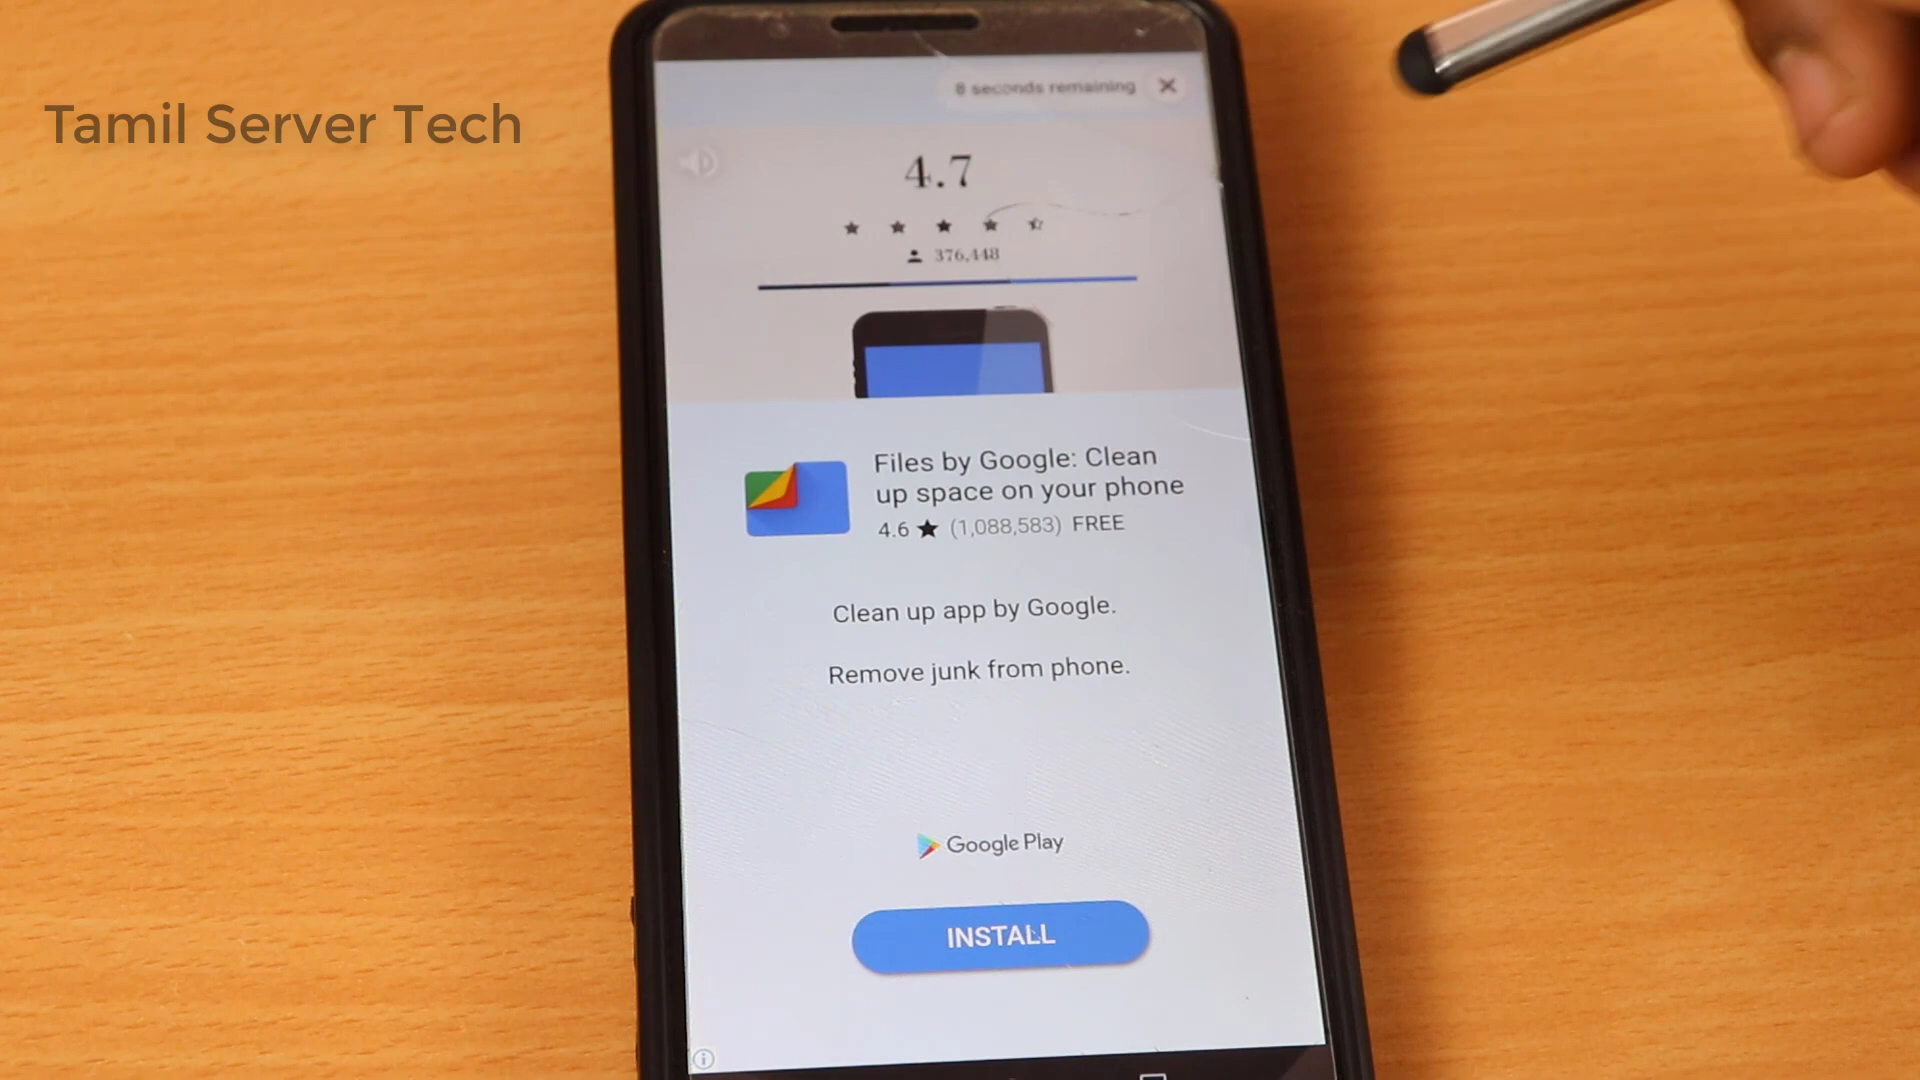 Tamil Server Tech
8 seconds remaining
4.7
376,448
Files by Google: Clean
up space on your phone
4.6 ★ (1,088,583) FREE
Clean up app by Google.
Remove junk from phone.
Google Play
INSTALL